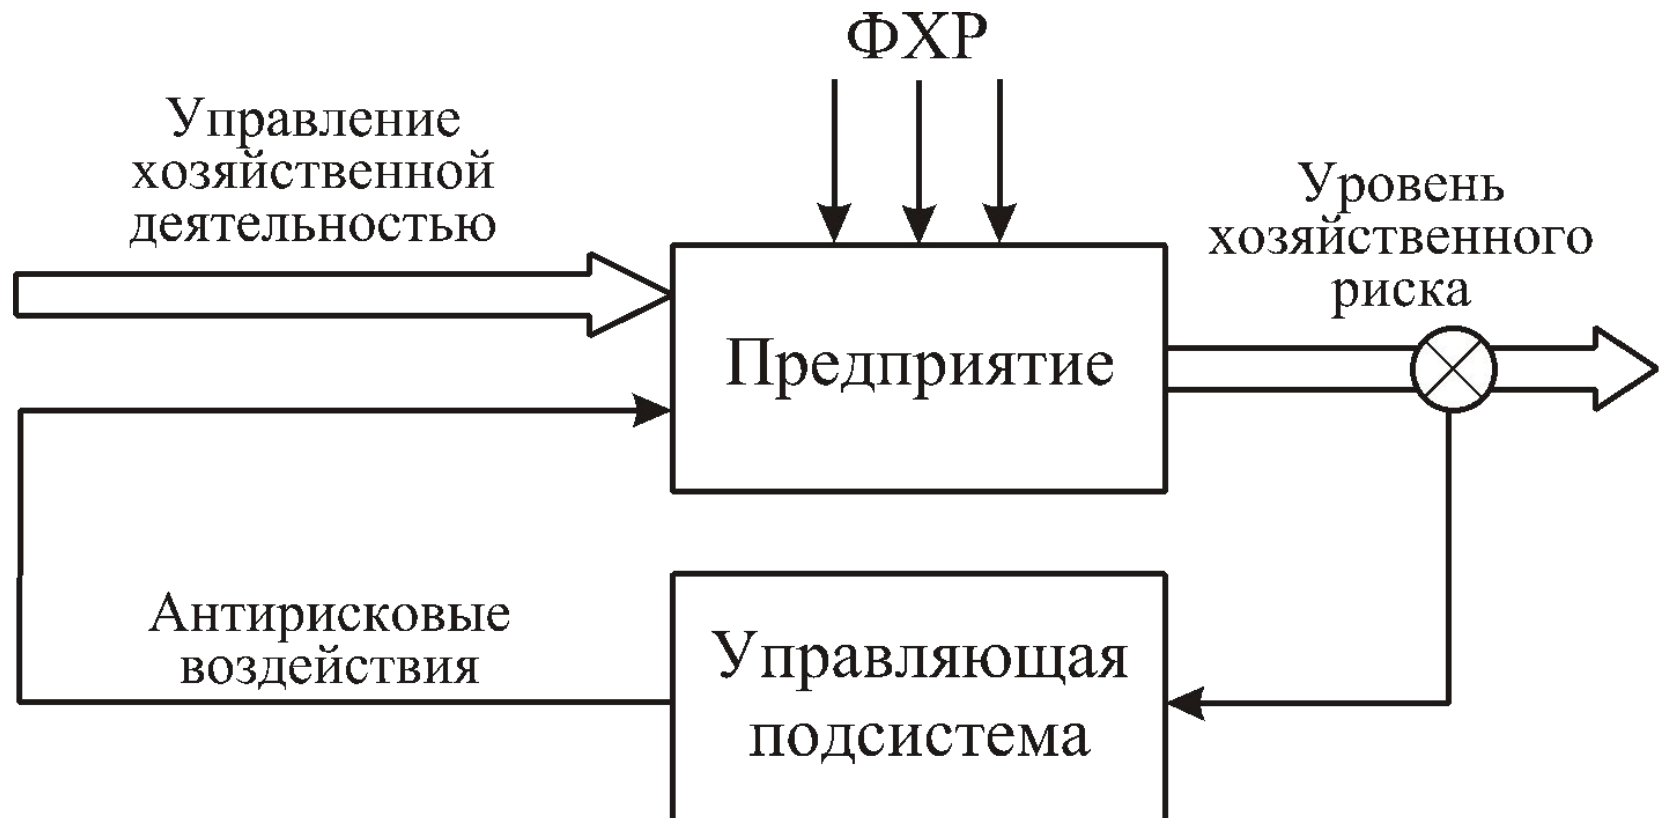 ФХР
Управление
хозяйственной
деятельностью
Уровень
хозяйственного
риска
Предприятие
Антирисковые
воздействия
Управляющая
подсистема